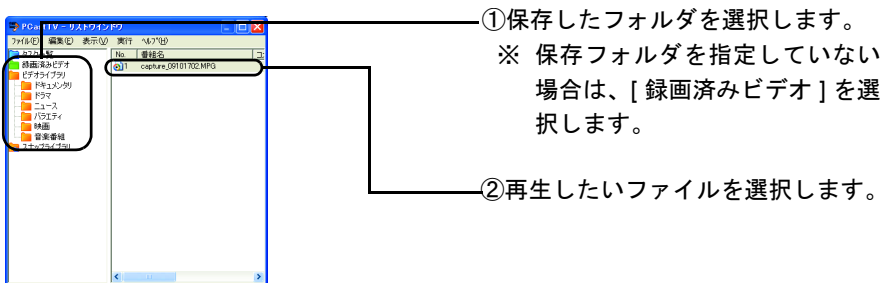 PCastTV - リストウインドウ
ファイル(F) 編集(E) 表示(V) 実行 ヘルプ(H)
録画済みビデオ
ビデオライブラリ
ドキュメンタリ
ドラマ
ニュース
バラエティ
映画
音楽番組
スナップライブラリ
No. 番組名
1 capture_09101702.MPG
①保存したフォルダを選択します。
※ 保存フォルダを指定していない
場合は、[ 録画済みビデオ ] を選
択します。
②再生したいファイルを選択します。